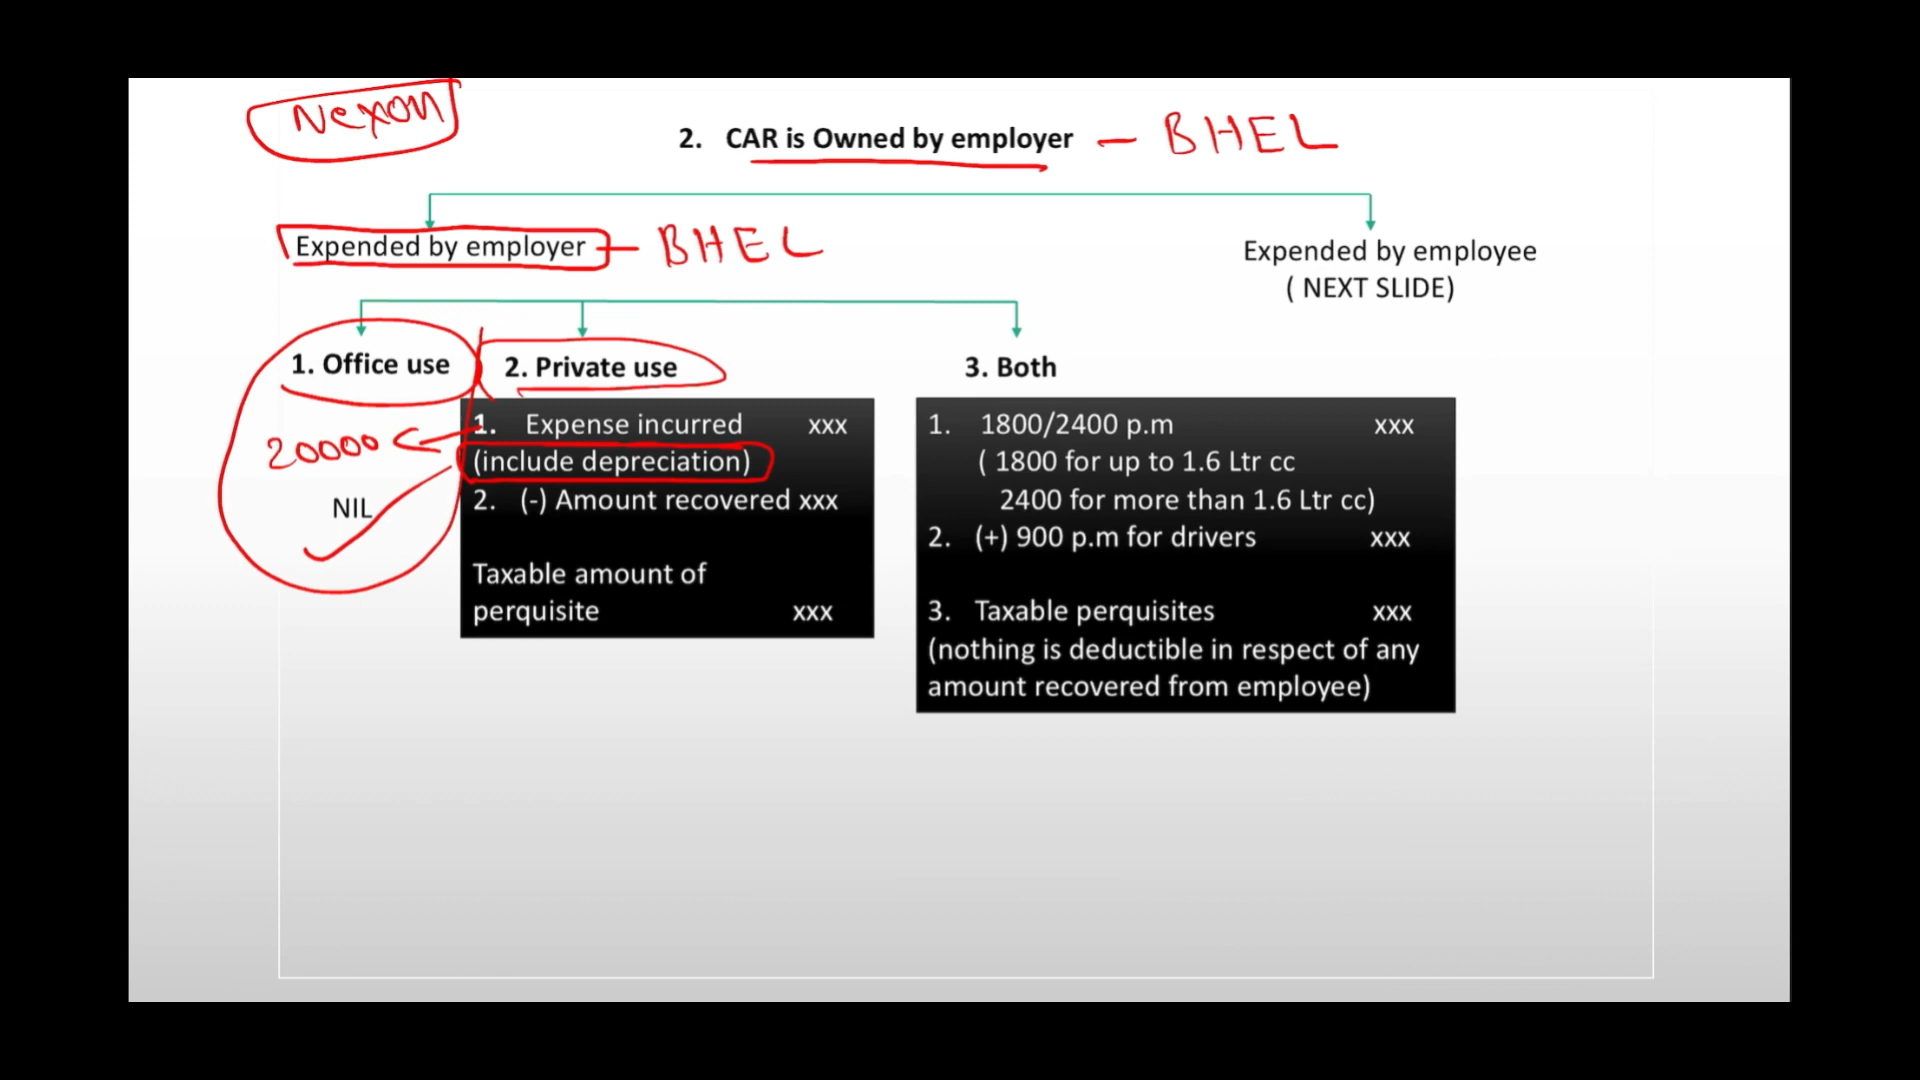 Nexon
2. CAR is Owned by employer – BHEL
Expended by employer – BHEL
Expended by employee
( NEXT SLIDE)
1. Office use
20000
NIL
2. Private use
1. Expense incurred xxx
(include depreciation)
2. (-) Amount recovered xxx
Taxable amount of
perquisite xxx
3. Both
1. 1800/2400 p.m xxx
( 1800 for up to 1.6 Ltr cc
2400 for more than 1.6 Ltr cc)
2. (+) 900 p.m for drivers xxx
3. Taxable perquisites xxx
(nothing is deductible in respect of any
amount recovered from employee)